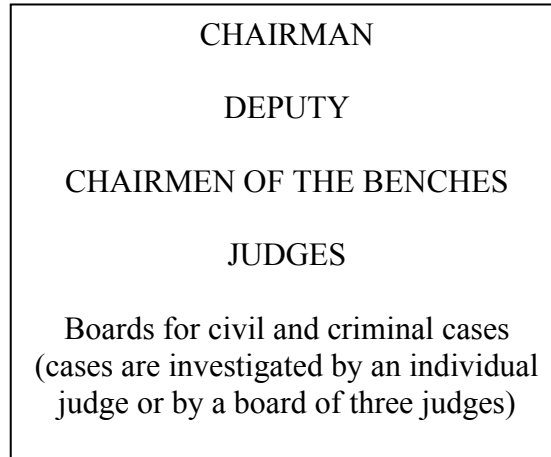 CHAIRMAN
DEPUTY
CHAIRMEN OF THE BENCHES
JUDGES
Boards for civil and criminal cases
(cases are investigated by an individual
judge or by a board of three judges)